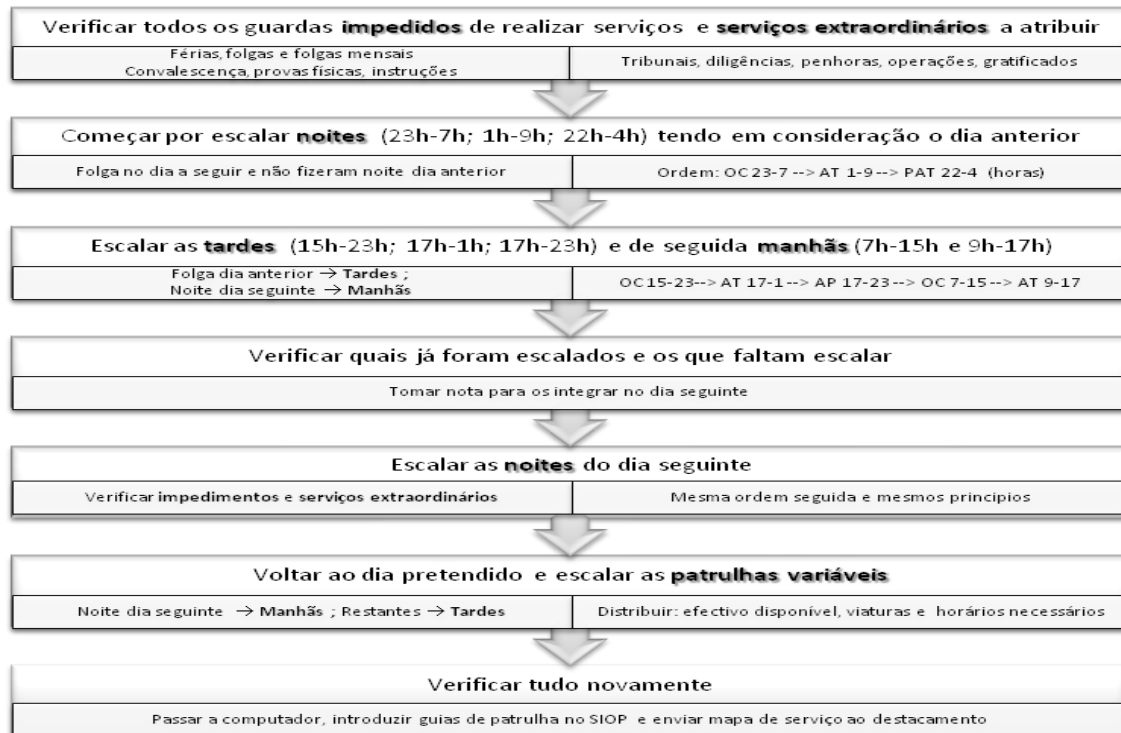 Verificar todos os guardas impedidos de realizar serviços e serviços extraordinários a atribuir
Férias, folgas e folgas mensais
Convalescença, provas físicas, instruções
Tribunais, diligências, penhoras, operações, gratificados
Começar por escalar noites (23h-7h; 1h-9h; 22h-4h) tendo em consideração o dia anterior
Folga no dia a seguir e não fizeram noite dia anterior
Ordem: OC 23-7 --> AT 1-9 --> PAT 22-4 (horas)
Escalar as tardes (15h-23h; 17h-1h; 17h-23h) e de seguida manhãs (7h-15h e 9h-17h)
Folga dia anterior → Tardes ;
Noite dia seguinte → Manhãs
OC 15-23--> AT 17-1--> AP 17-23--> OC 7-15--> AT 9-17
Verificar quais já foram escalados e os que faltam escalar
Tomar nota para os integrar no dia seguinte
Escalar as noites do dia seguinte
Verificar impedimentos e serviços extraordinários
Mesma ordem seguida e mesmos principios
Voltar ao dia pretendido e escalar as patrulhas variáveis
Noite dia seguinte → Manhãs ; Restantes → Tardes
Distribuir: efectivo disponível, viaturas e horários necessários
Verificar tudo novamente
Passar a computador, introduzir guias de patrulha no SIOP e enviar mapa de serviço ao destacamento